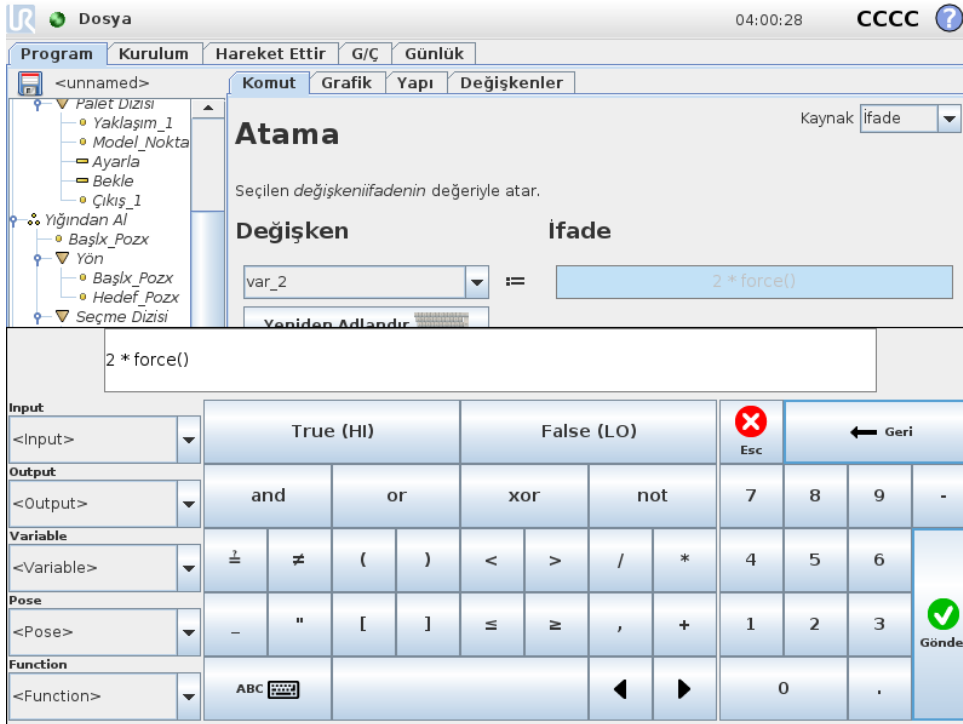 UR Dosya 04:00:28 CCCC ?
Program Kurulum Hareket Ettir G/Ç Günlük
<unnamed> Komut Grafik Yapı Değişkenler
Palet Dizisi
Yaklaşım_1
Model_Nokta
Ayarla
Bekle
Çıkış_1
Yığından Al
Başlx_Pozx
Yön
Başlx_Pozx
Hedef_Pozx
Seçme Dizisi
Kaynak İfade
Atama
Seçilen değişkeniifadenin değeriyle atar.
Değişken İfade
var_2 := 2 * force()
Yeniden Adlandır
2 * force()
Input
<Input> True (HI) False (LO) Esc Geri
Output
<Output> and or xor not 7 8 9 -
Variable
<Variable> ≟ ≠ ( ) < > / * 4 5 6
Pose
<Pose> _ " [ ] ≤ ≥ , + 1 2 3 Gönde
Function
<Function> ABC 0 .